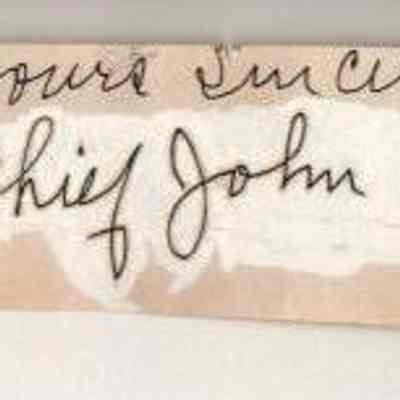 ours sinc
hief John